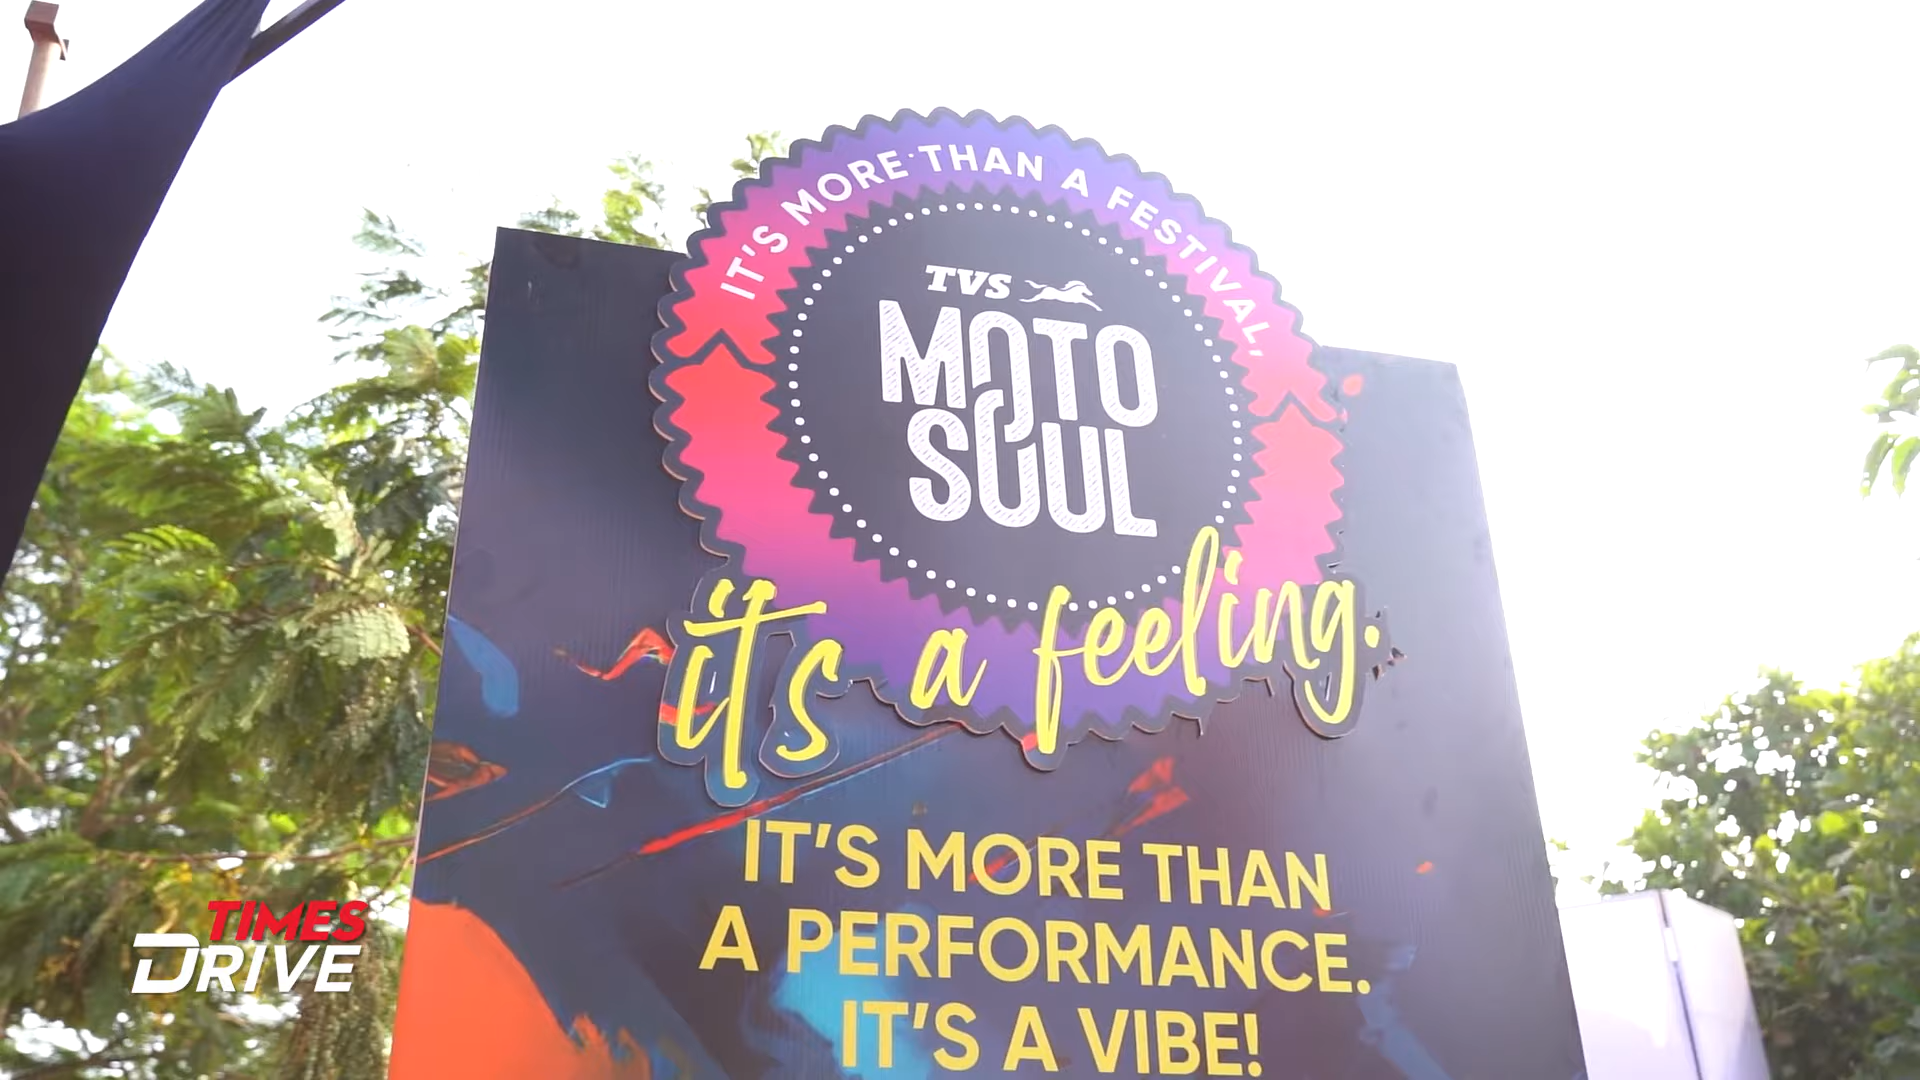 IT'S MORE THAN A FESTIVAL,
TVS
MOTO
SOUL
it's a feeling.
IT'S MORE THAN
A PERFORMANCE.
IT'S A VIBE!
TIMES
DRIVE